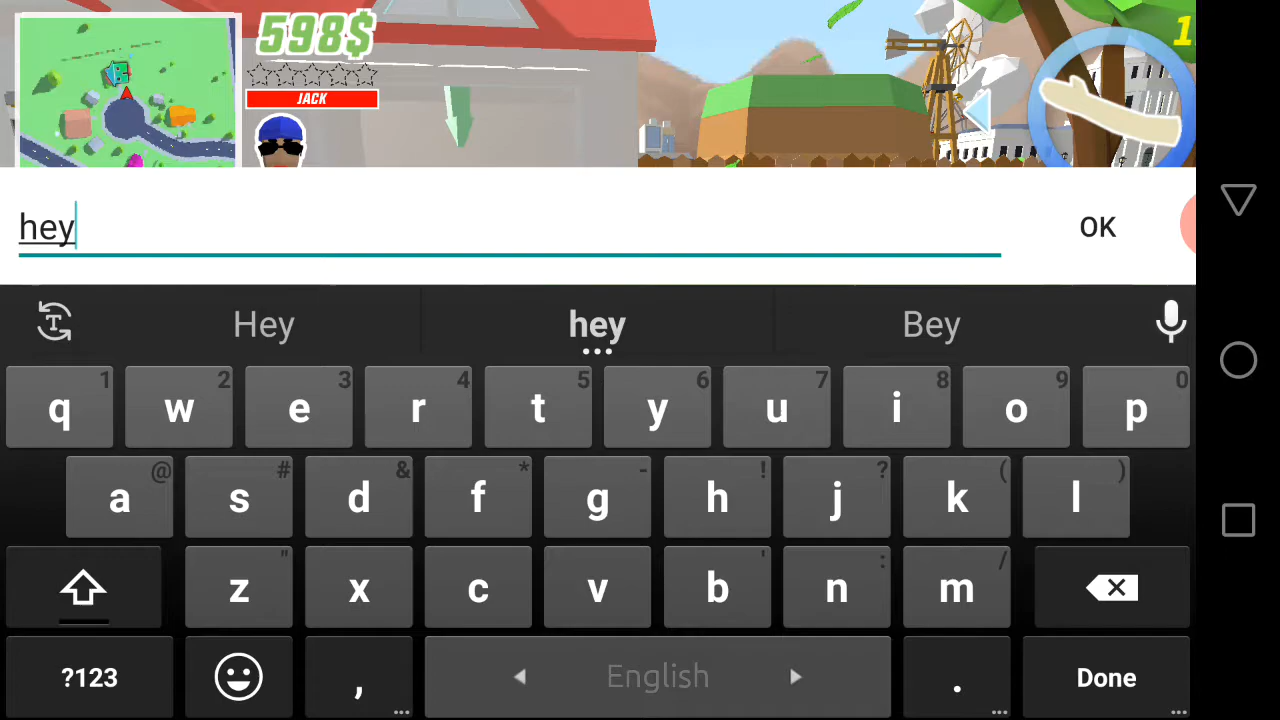 598$
1
JACK
hey
OK
Hey hey Bey
q 1 w 2 e 3 r 4 t 5 y 6 u 7 i 8 o 9 p 0
a @ s # d & f * g - h ! j ? k ( l )
z " x c v b ' n : m /
?123 , English . Done